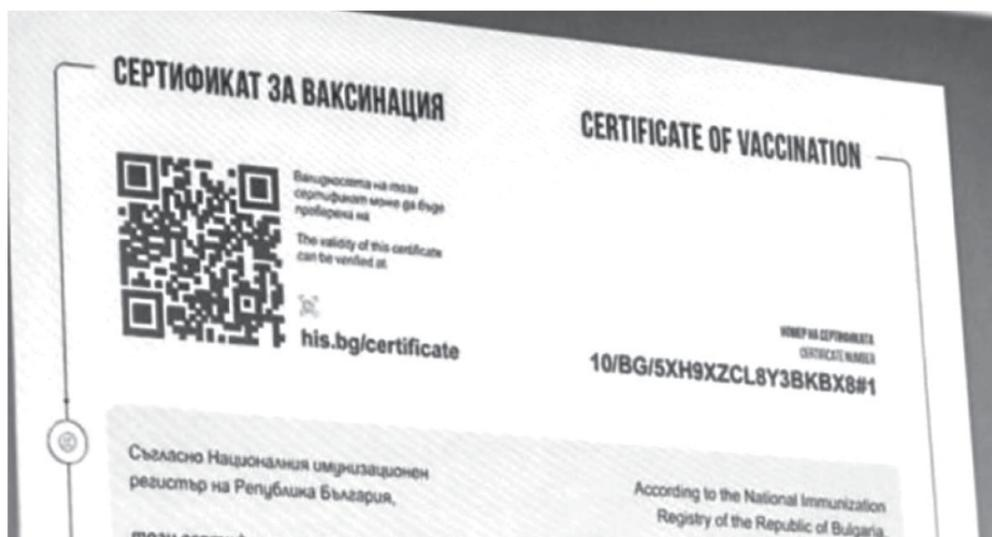 СЕРТИФИКАТ ЗА ВАКСИНАЦИЯ
CERTIFICATE OF VACCINATION
Валидността на този
сертификат може да бъде
проверена на
The validity of this certificate
can be verified at
his.bg/certificate
НОМЕР НА СЕРТИФИКАТА
CERTIFICATE NUMBER
10/BG/5XH9XZCL8Y3BKBX8#1
Съгласно Националния имунизационен
регистър на Република България,
According to the National Immunization
Registry of the Republic of Bulgaria,